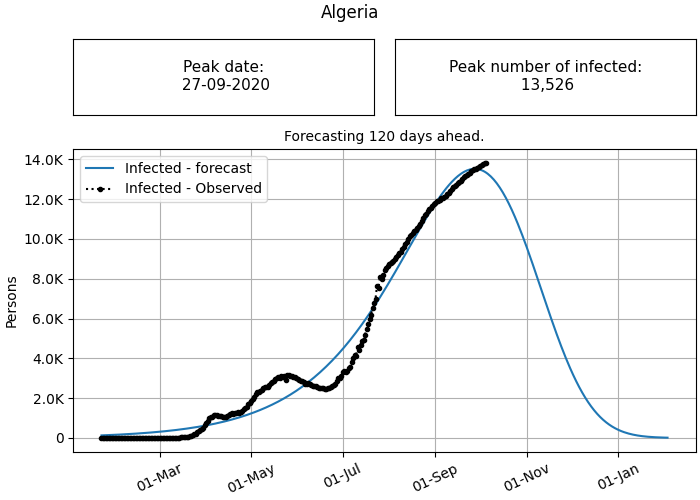 Algeria
Peak date:
27-09-2020
Peak number of infected:
13,526
Forecasting 120 days ahead.
Infected - forecast
Infected - Observed
14.0K
12.0K
10.0K
8.0K
6.0K
4.0K
2.0K
0
Persons
01-Mar
01-May
01-Jul
01-Sep
01-Nov
01-Jan